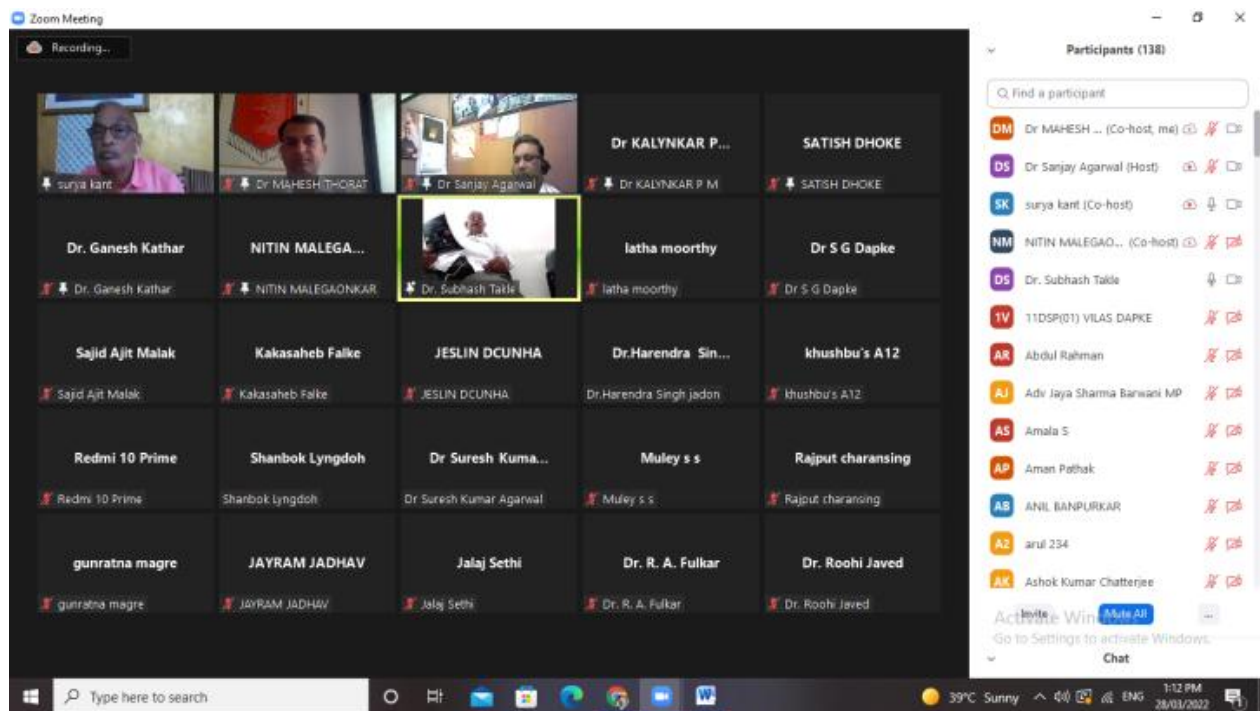 Zoom Meeting
Recording...
surya kant
Dr MAHESH THORAT
Dr Sanjay Agarwal
Dr KALYNKAR P...
Dr KALYNKAR P M
SATISH DHOKE
SATISH DHOKE
Dr. Ganesh Kathar
Dr. Ganesh Kathar
NITIN MALEGA...
NITIN MALEGAONKAR
Dr. Subhash Takle
latha moorthy
latha moorthy
Dr S G Dapke
Dr S G Dapke
Sajid Ajit Malak
Sajid Ajit Malak
Kakasaheb Falke
Kakasaheb Falke
JESLIN DCUNHA
JESLIN DCUNHA
Dr.Harendra Sin...
Dr.Harendra Singh jadon
khushbu's A12
khushbu's A12
Redmi 10 Prime
Redmi 10 Prime
Shanbok Lyngdoh
Shanbok Lyngdoh
Dr Suresh Kuma...
Dr Suresh Kumar Agarwal
Muley s s
Muley s s
Rajput charansing
Rajput charansing
gunratna magre
gunratna magre
JAYRAM JADHAV
JAYRAM JADHAV
Jalaj Sethi
Jalaj Sethi
Dr. R. A. Fulkar
Dr. R. A. Fulkar
Dr. Roohi Javed
Dr. Roohi Javed
Participants (138)
Find a participant
DM Dr MAHESH ... (Co-host, me)
DS Dr Sanjay Agarwal (Host)
SK surya kant (Co-host)
NM NITIN MALEGAO... (Co-host)
DS Dr. Subhash Takle
1V 11DSP(01) VILAS DAPKE
AR Abdul Rahman
AJ Adv Jaya Sharma Barwani MP
AS Amala S
AP Aman Pathak
AB ANIL BANPURKAR
A2 arul 234
AK Ashok Kumar Chatterjee
Invite Mute All ...
Activate Windows
Go to Settings to activate Windows.
Chat
Type here to search
39°C Sunny ENG 1:12 PM
28/03/2022